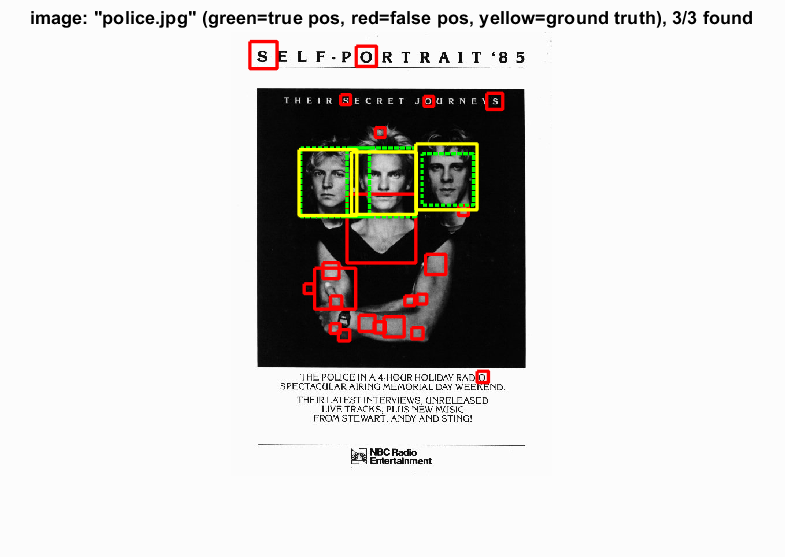 image: "police.jpg" (green=true pos, red=false pos, yellow=ground truth), 3/3 found
SELF-PORTRAIT '85
THEIR SECRET JOURNEYS
THE POLICE IN A 4-HOUR HOLIDAY RADIO
SPECTACULAR AIRING MEMORIAL DAY WEEKEND.
THEIR LATEST INTERVIEWS, UNRELEASED
LIVE TRACKS, PLUS NEW MUSIC
FROM STEWART, ANDY AND STING!
NBC Radio
Entertainment